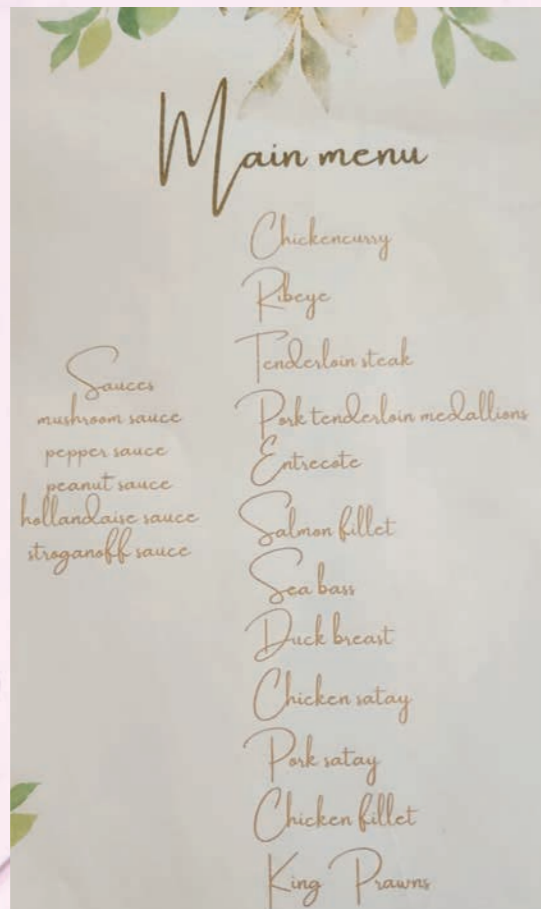 Main menu
Chickencurry
Ribeye
Tenderloin steak
Pork tenderloin medallions
Entrecote
Salmon fillet
Sea bass
Duck breast
Chicken satay
Pork satay
Chicken fillet
King Prawns
Sauces
mushroom sauce
pepper sauce
peanut sauce
hollandaise sauce
stroganoff sauce